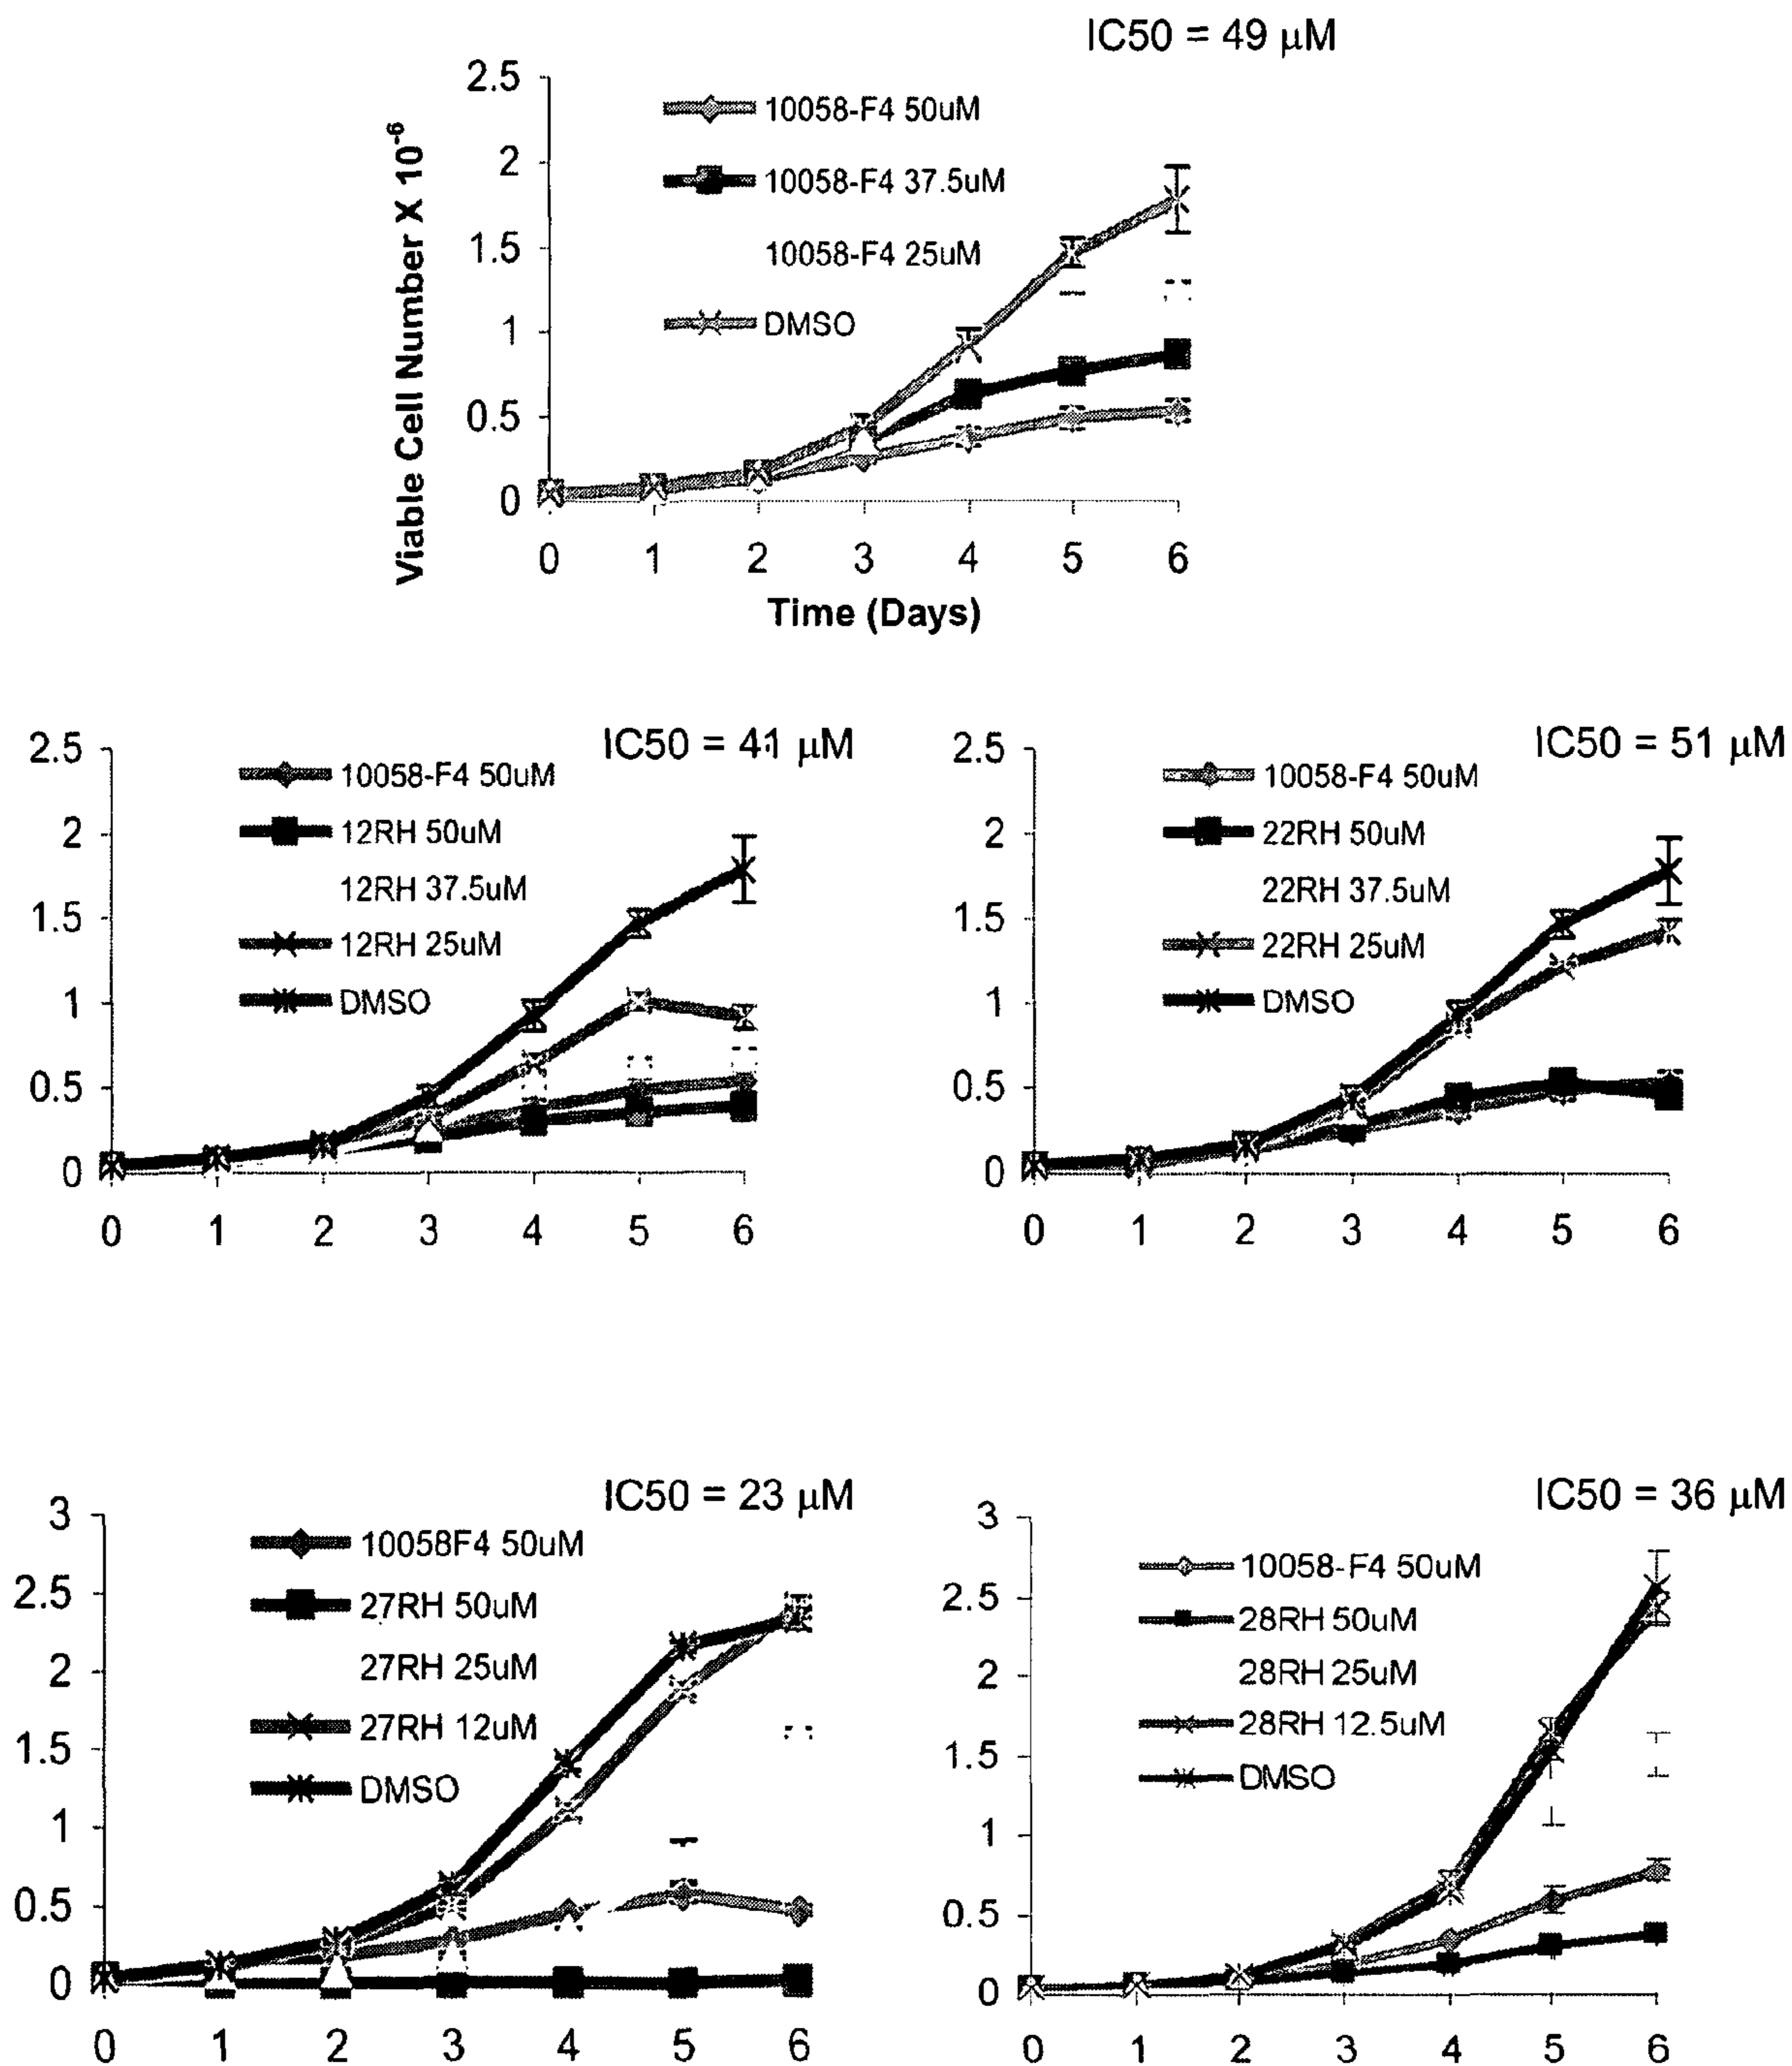 IC50 = 49 μM
2.5
2
1.5
1
0.5
0
Viable Cell Number X 10-6
10058-F4 50uM
10058-F4 37.5uM
10058-F4 25uM
DMSO
0 1 2 3 4 5 6
Time (Days)
IC50 = 41 μM
2.5
2
1.5
1
0.5
0
10058-F4 50uM
12RH 50uM
12RH 37.5uM
12RH 25uM
DMSO
0 1 2 3 4 5 6
IC50 = 51 μM
2.5
2
1.5
1
0.5
0
10058-F4 50uM
22RH 50uM
22RH 37.5uM
22RH 25uM
DMSO
0 1 2 3 4 5 6
IC50 = 23 μM
3
2.5
2
1.5
1
0.5
0
10058F4 50uM
27RH 50uM
27RH 25uM
27RH 12uM
DMSO
0 1 2 3 4 5 6
IC50 = 36 μM
3
2.5
2
1.5
1
0.5
0
10058-F4 50uM
28RH 50uM
28RH 25uM
28RH 12.5uM
DMSO
0 1 2 3 4 5 6